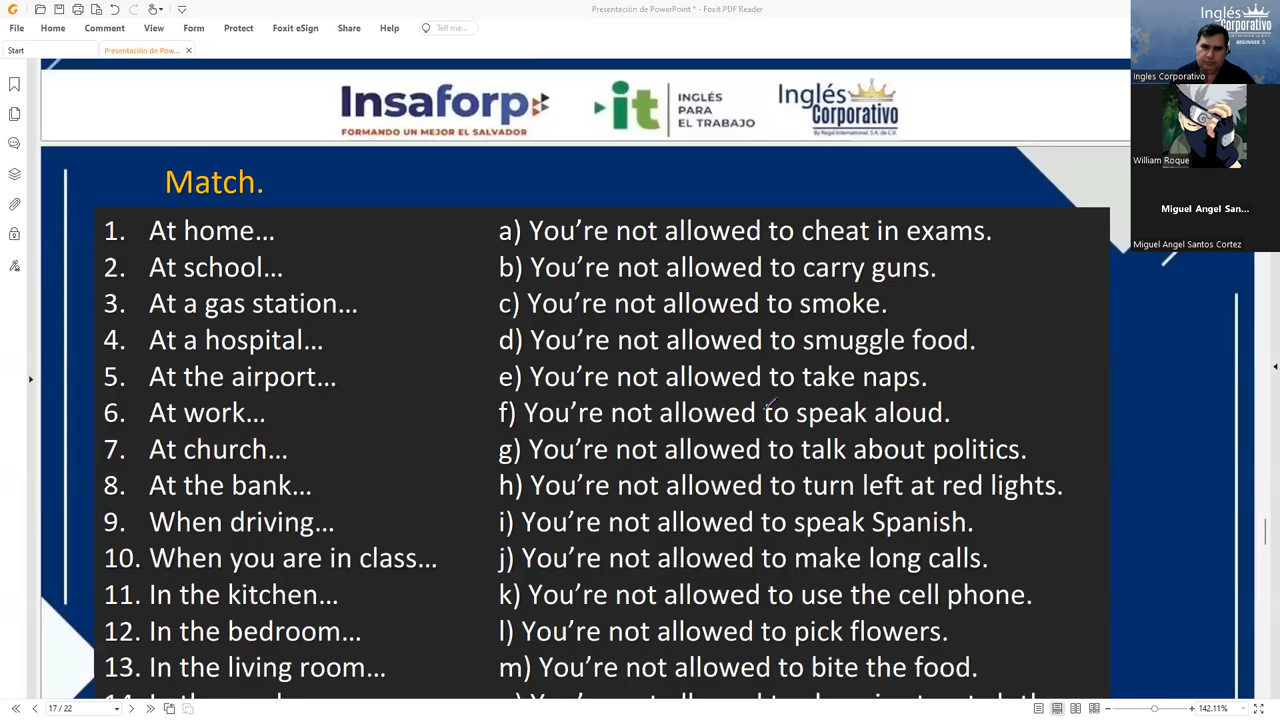 Presentación de PowerPoint * - Foxit PDF Reader
File Home Comment View Form Protect Foxit eSign Share Help Tell me...
Start Presentación de Pow...
Insaforp
FORMANDO UN MEJOR EL SALVADOR
it INGLÉS PARA EL TRABAJO
Inglés Corporativo
By Regal International, S.A. de C.V.
Inglés Corporativo
BEGINNER 5
Ingles Corporativo
William Roque
Miguel Angel San...
Miguel Angel Santos Cortez
Match.
1. At home... a) You're not allowed to cheat in exams.
2. At school... b) You're not allowed to carry guns.
3. At a gas station... c) You're not allowed to smoke.
4. At a hospital... d) You're not allowed to smuggle food.
5. At the airport... e) You're not allowed to take naps.
6. At work... f) You're not allowed to speak aloud.
7. At church... g) You're not allowed to talk about politics.
8. At the bank... h) You're not allowed to turn left at red lights.
9. When driving... i) You're not allowed to speak Spanish.
10. When you are in class... j) You're not allowed to make long calls.
11. In the kitchen... k) You're not allowed to use the cell phone.
12. In the bedroom... l) You're not allowed to pick flowers.
13. In the living room... m) You're not allowed to bite the food.
17 / 22 142.11%